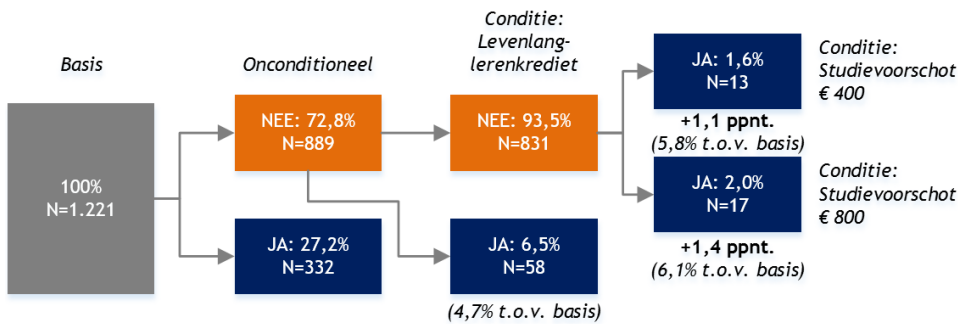 Basis
100%
N=1.221
Onconditioneel
NEE: 72,8%
N=889
JA: 27,2%
N=332
Conditie:
Levenlang-
lerenkrediet
NEE: 93,5%
N=831
JA: 6,5%
N=58
(4,7% t.o.v. basis)
JA: 1,6%
N=13
+1,1 ppnt.
(5,8% t.o.v. basis)
Conditie:
Studievoorschot
€ 400
JA: 2,0%
N=17
+1,4 ppnt.
(6,1% t.o.v. basis)
Conditie:
Studievoorschot
€ 800